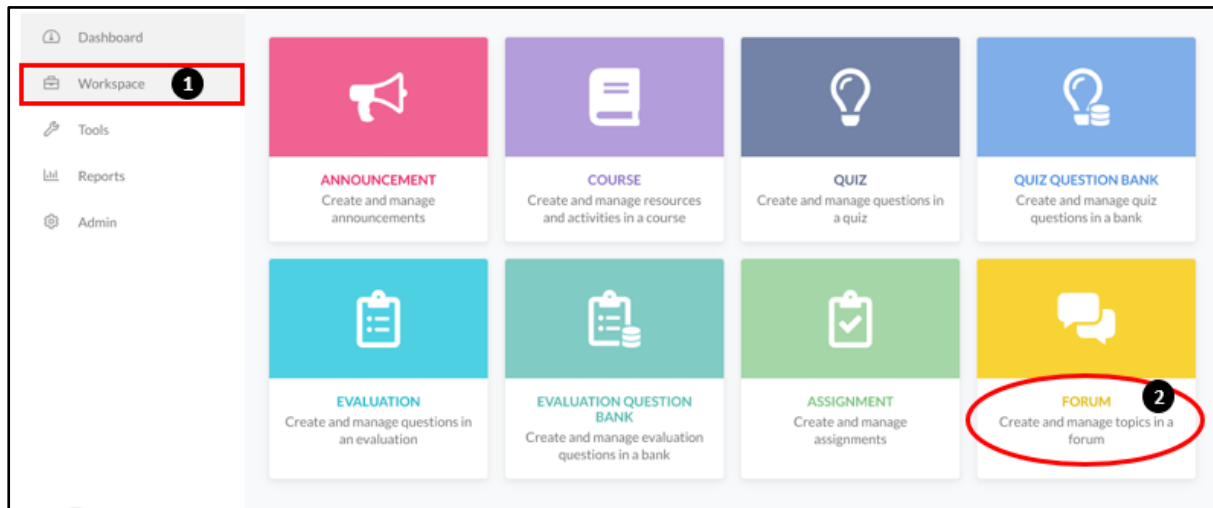 Dashboard
Workspace 1
Tools
Reports
Admin
ANNOUNCEMENT
Create and manage
announcements
COURSE
Create and manage resources
and activities in a course
QUIZ
Create and manage questions in
a quiz
QUIZ QUESTION BANK
Create and manage quiz
questions in a bank
EVALUATION
Create and manage questions in
an evaluation
EVALUATION QUESTION
BANK
Create and manage evaluation
questions in a bank
ASSIGNMENT
Create and manage
assignments
FORUM 2
Create and manage topics in a
forum